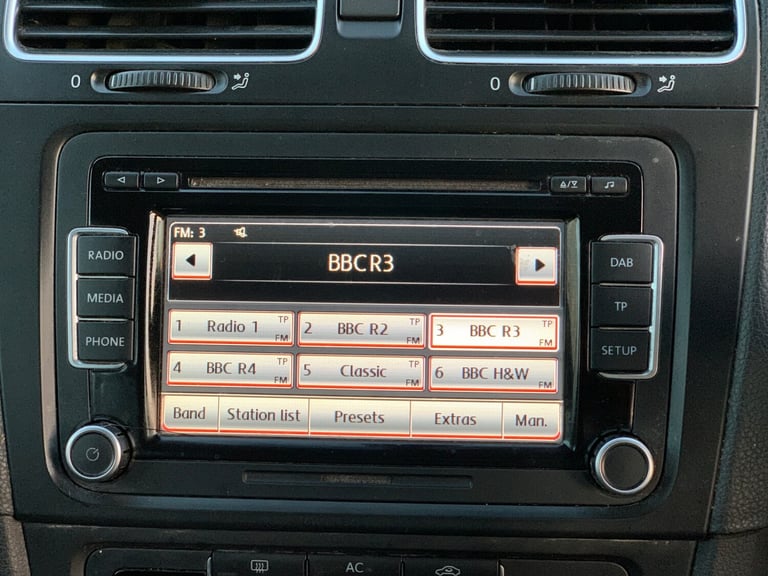 0
0
FM: 3
RADIO
DAB
BBC R3
MEDIA
TP
PHONE
SETUP
1 Radio 1 TP FM
2 BBC R2 TP FM
3 BBC R3 TP FM
4 BBC R4 TP FM
5 Classic TP FM
6 BBC H&W FM
Band Station list Presets Extras Man.
AC